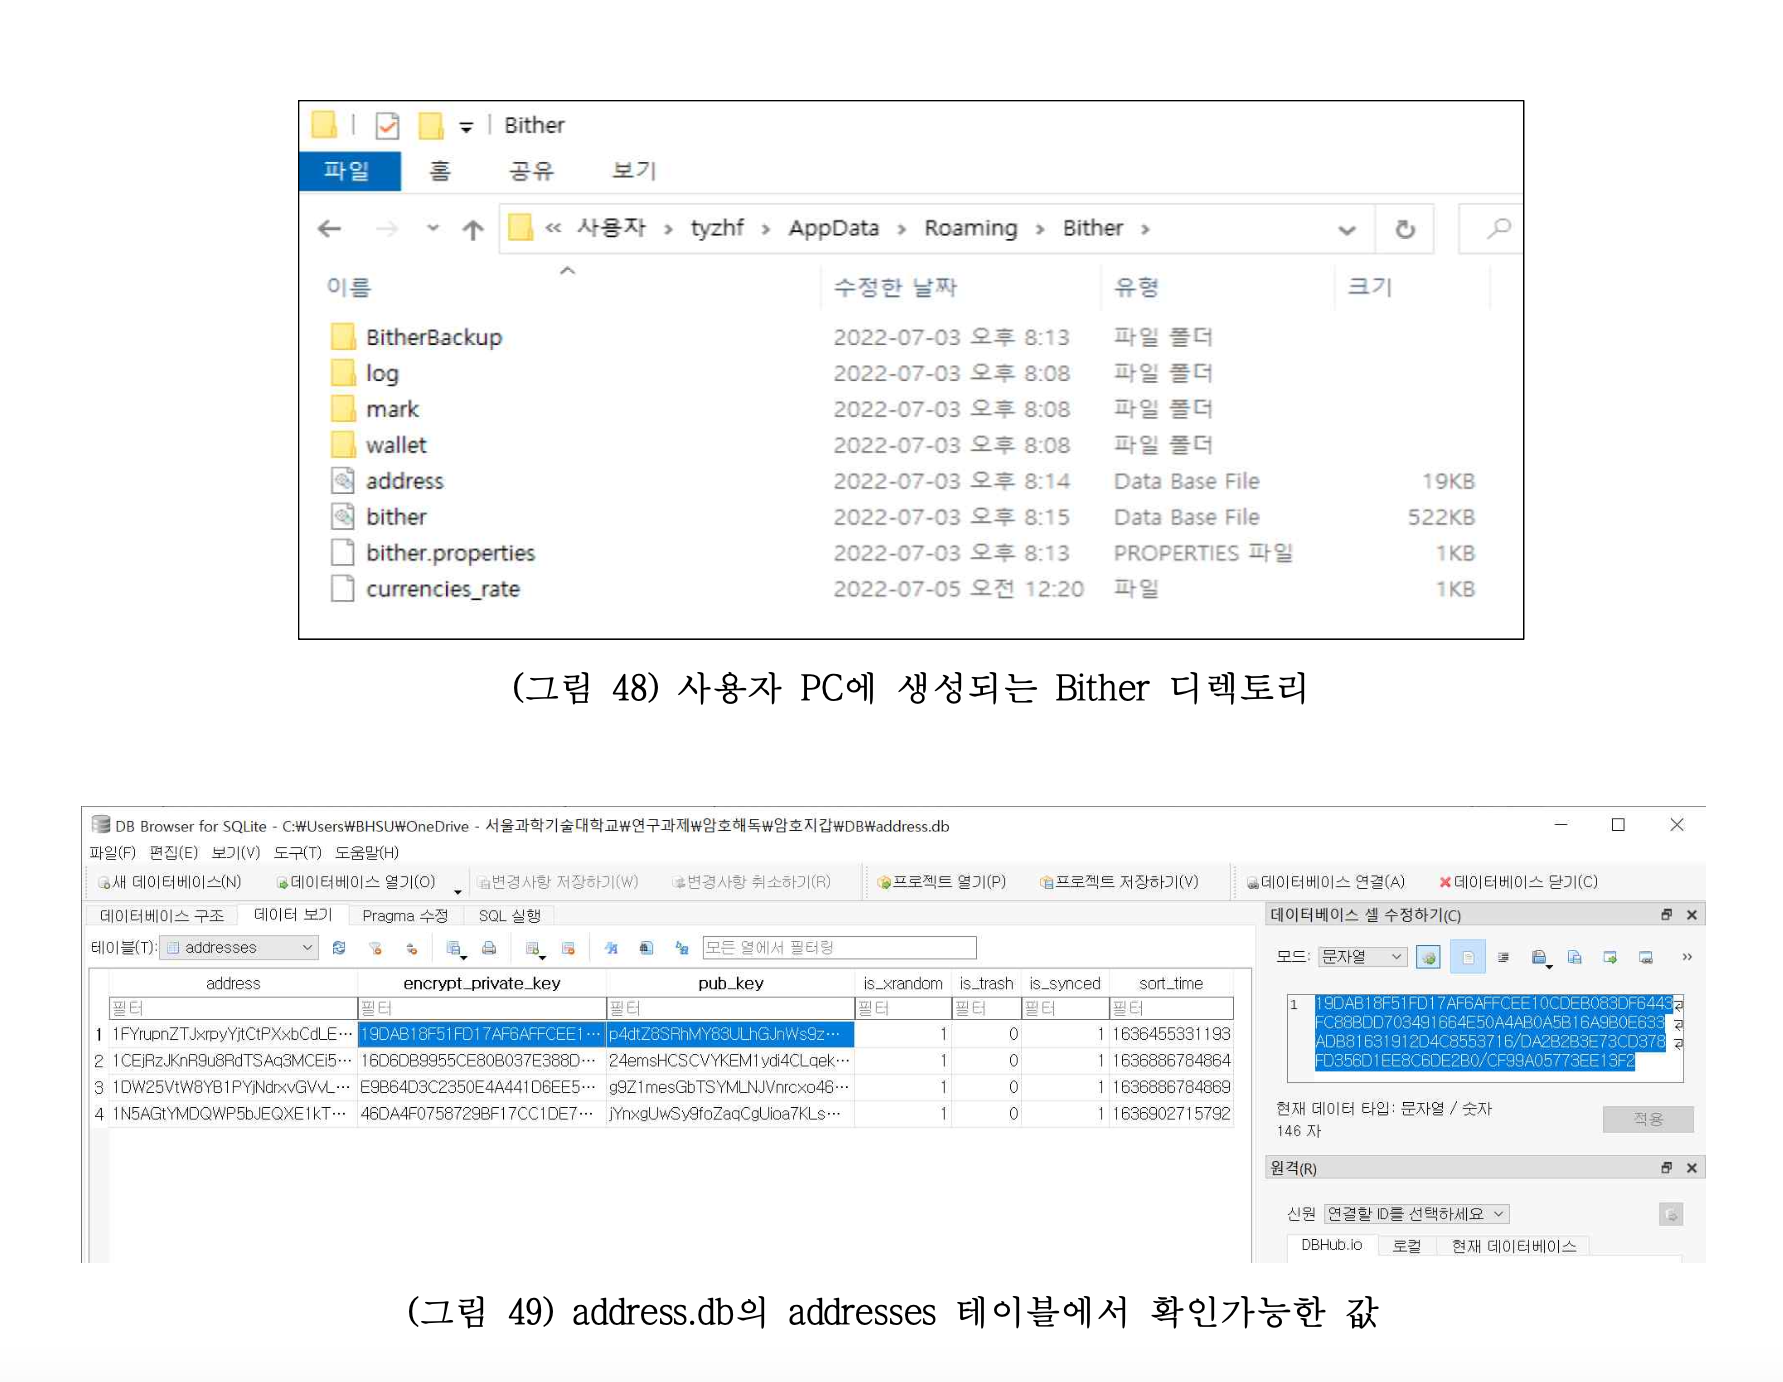 Bither
파일 홈 공유 보기
« 사용자 › tyzhf › AppData › Roaming › Bither ›
이름 수정한 날짜 유형 크기
BitherBackup 2022-07-03 오후 8:13 파일 폴더
log 2022-07-03 오후 8:08 파일 폴더
mark 2022-07-03 오후 8:08 파일 폴더
wallet 2022-07-03 오후 8:08 파일 폴더
address 2022-07-03 오후 8:14 Data Base File 19KB
bither 2022-07-03 오후 8:15 Data Base File 522KB
bither.properties 2022-07-03 오후 8:13 PROPERTIES 파일 1KB
currencies_rate 2022-07-05 오전 12:20 파일 1KB
(그림 48) 사용자 PC에 생성되는 Bither 디렉토리
DB Browser for SQLite - C:₩Users₩BHSU₩OneDrive - 서울과학기술대학교₩연구과제₩암호해독₩암호지갑₩DB₩address.db
파일(F) 편집(E) 보기(V) 도구(T) 도움말(H)
새 데이터베이스(N) 데이터베이스 열기(O) 변경사항 저장하기(W) 변경사항 취소하기(R) 프로젝트 열기(P) 프로젝트 저장하기(V) 데이터베이스 연결(A) 데이터베이스 닫기(C)
데이터베이스 구조 데이터 보기 Pragma 수정 SQL 실행
테이블(T): addresses 모든 열에서 필터링
address encrypt_private_key pub_key is_xrandom is_trash is_synced sort_time
필터 필터 필터 필터 필터 필터 필터
1 1FYrupnZTJxrpyYjtCtPXxbCdLE… 19DAB18F51FD17AF6AFFCEE1… p4dtZ8SRhMY83ULhGJnWs9z… 1 0 1 1636455331193
2 1CEjRzJKnR9u8RdTSAq3MCEi5… 16D6DB9955CE80B037E388D… 24emsHCSCVYKEM1ydi4CLqek… 1 0 1 1636886784864
3 1DW25VtW8YB1PYjNdrxvGVvL… E9B64D3C2350E4A441D6EE5… g9Z1mesGbTSYMLNJVnrcxo46… 1 0 1 1636886784869
4 1N5AGtYMDQWP5bJEQXE1kT… 46DA4F0758729BF17CC1DE7… jYnxgUwSy9foZaqCgUioa7KLs… 1 0 1 1636902715792
데이터베이스 셀 수정하기(C)
모드: 문자열
1 19DAB18F51FD17AF6AFFCEE10CDEB083DF6443
FC88BDD703491664E50A4AB0A5B16A9B0E633
ADB81631912D4C8553716/DA2B2B3E73CD378
FD356D1EE8C6DE2B0/CF99A05773EE13F2
현재 데이터 타입: 문자열 / 숫자
146 자
적용
원격(R)
신원 연결할 ID를 선택하세요
DBHub.io 로컬 현재 데이터베이스
(그림 49) address.db의 addresses 테이블에서 확인가능한 값